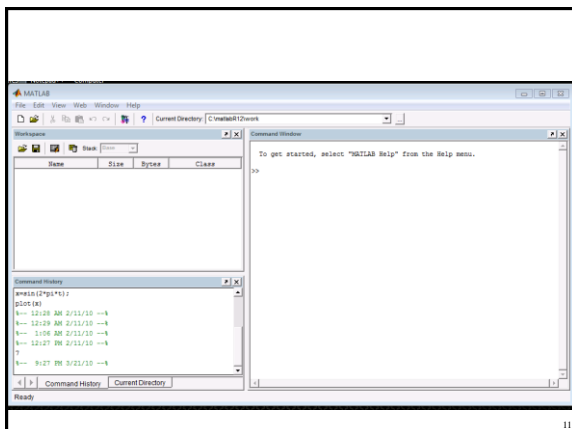 MATLAB
File Edit View Web Window Help
? Current Directory: C:\matlabR12\work
Workspace
Stack: Base
Name Size Bytes Class
Command History
x=sin(2*pi*t);
plot(x)
%-- 12:28 AM 2/11/10 --%
%-- 12:29 AM 2/11/10 --%
%-- 1:06 AM 2/11/10 --%
%-- 12:27 PM 2/11/10 --%
7
%-- 9:27 PM 3/21/10 --%
Command History Current Directory
Command Window
To get started, select "MATLAB Help" from the Help menu.
>>
Ready
11